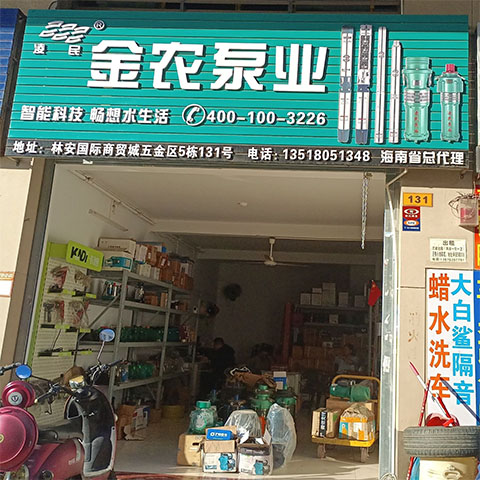 ®
凌民
金农泵业
智能科技 畅想水生活 400-100-3226
地址：林安国际商贸城五金区5栋131号 电话：13518051348 海南省总代理
131
出租
大白鲨隔音
蜡水洗车